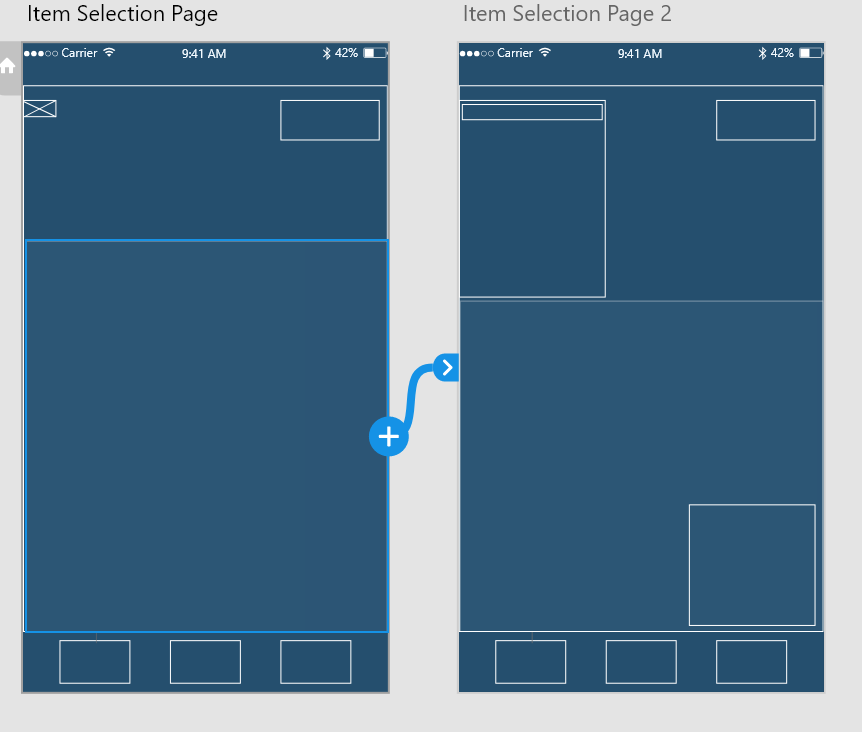 Item Selection Page
Item Selection Page 2
Carrier 9:41 AM 42%
Carrier 9:41 AM 42%